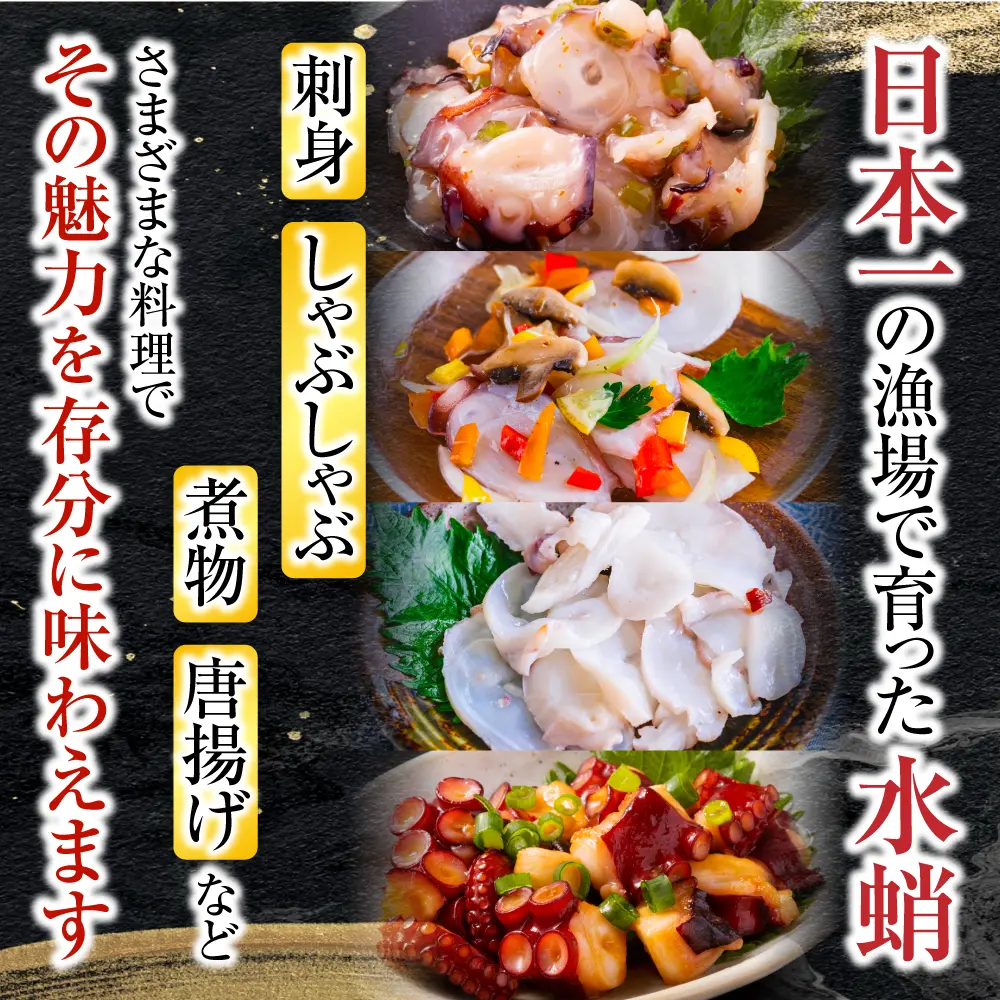 日本一の漁場で育った水蛸
刺身
しゃぶしゃぶ
煮物
唐揚げなど
さまざまな料理で
その魅力を存分に味わえます